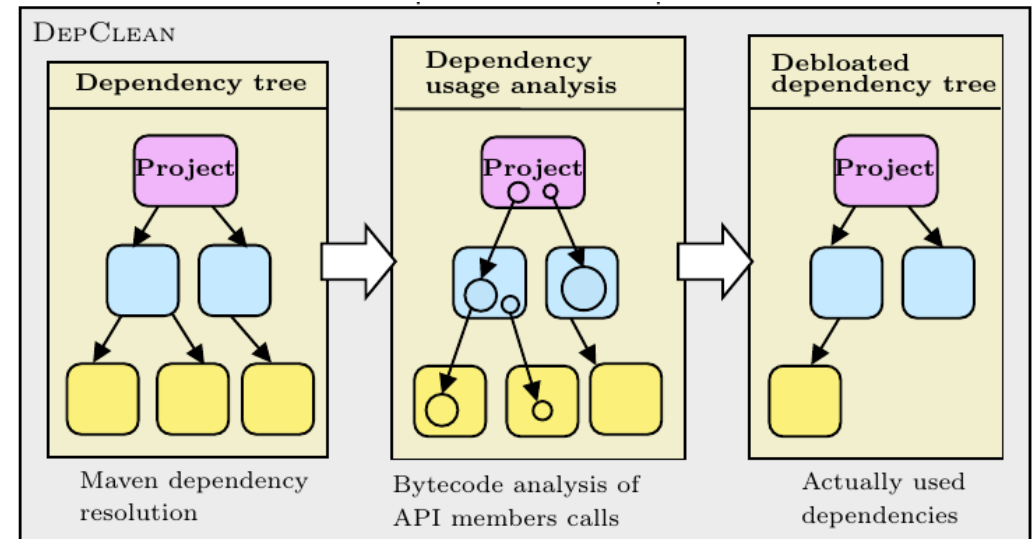 DEPCLEAN
Dependency tree
Project
Maven dependency
resolution
Dependency
usage analysis
Project
Bytecode analysis of
API members calls
Debloated
dependency tree
Project
Actually used
dependencies